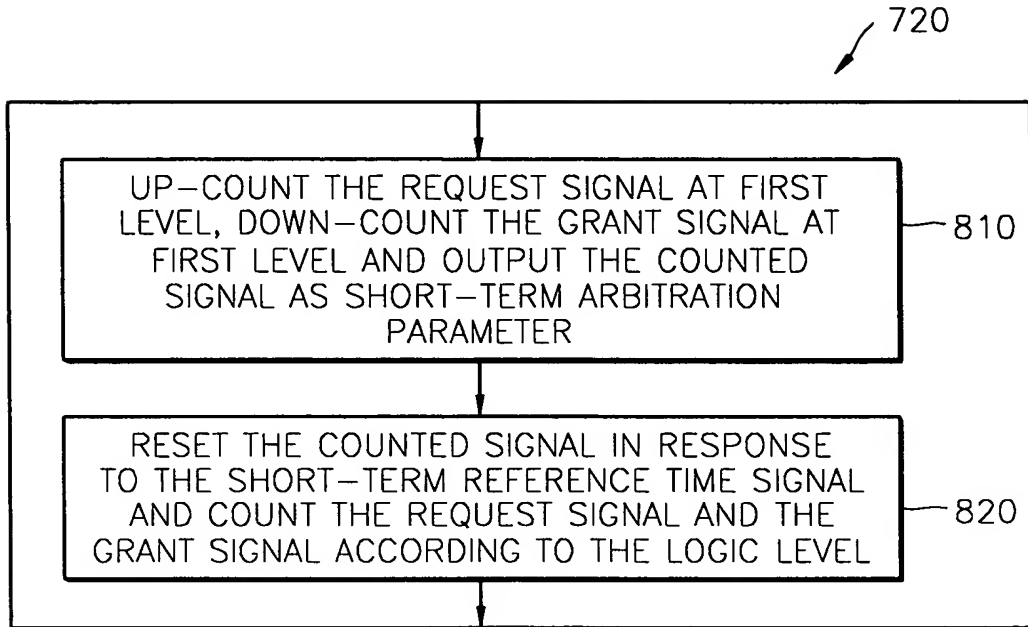 720
UP-COUNT THE REQUEST SIGNAL AT FIRST
LEVEL, DOWN-COUNT THE GRANT SIGNAL AT
FIRST LEVEL AND OUTPUT THE COUNTED
SIGNAL AS SHORT-TERM ARBITRATION
PARAMETER
810
RESET THE COUNTED SIGNAL IN RESPONSE
TO THE SHORT-TERM REFERENCE TIME SIGNAL
AND COUNT THE REQUEST SIGNAL AND THE
GRANT SIGNAL ACCORDING TO THE LOGIC LEVEL
820